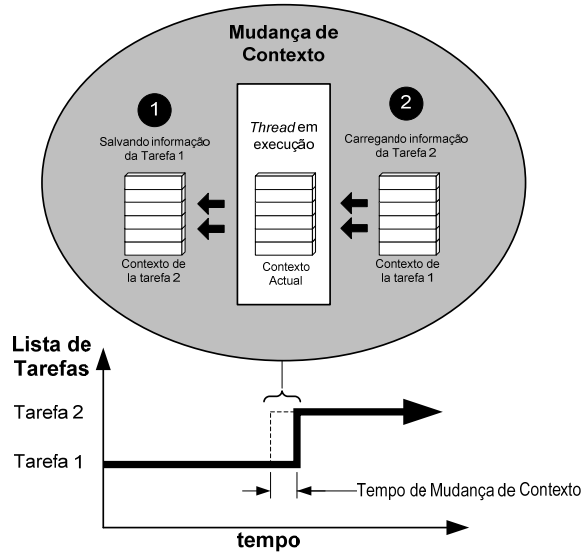 Mudança de
Contexto
1
Salvando informação
da Tarefa 1
Thread em
execução
2
Carregando informação
da Tarefa 2
Contexto de
la tarefa 2
Contexto
Actual
Contexto de
la tarefa 1
Lista de
Tarefas
Tarefa 2
Tarefa 1
Tempo de Mudança de Contexto
tempo